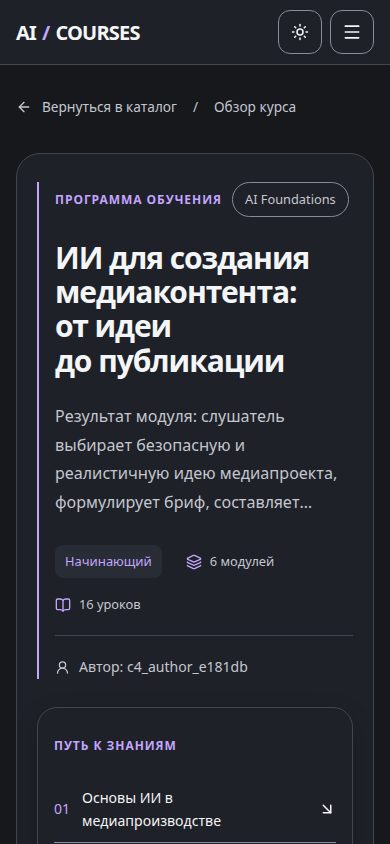 AI / COURSES
Вернуться в каталог / Обзор курса
ПРОГРАММА ОБУЧЕНИЯ AI Foundations
ИИ для создания
медиаконтента:
от идеи
до публикации
Результат модуля: слушатель
выбирает безопасную и
реалистичную идею медиапроекта,
формулирует бриф, составляет...
Начинающий 6 модулей
16 уроков
Автор: c4_author_e181db
ПУТЬ К ЗНАНИЯМ
01 Основы ИИ в
медиапроизводстве